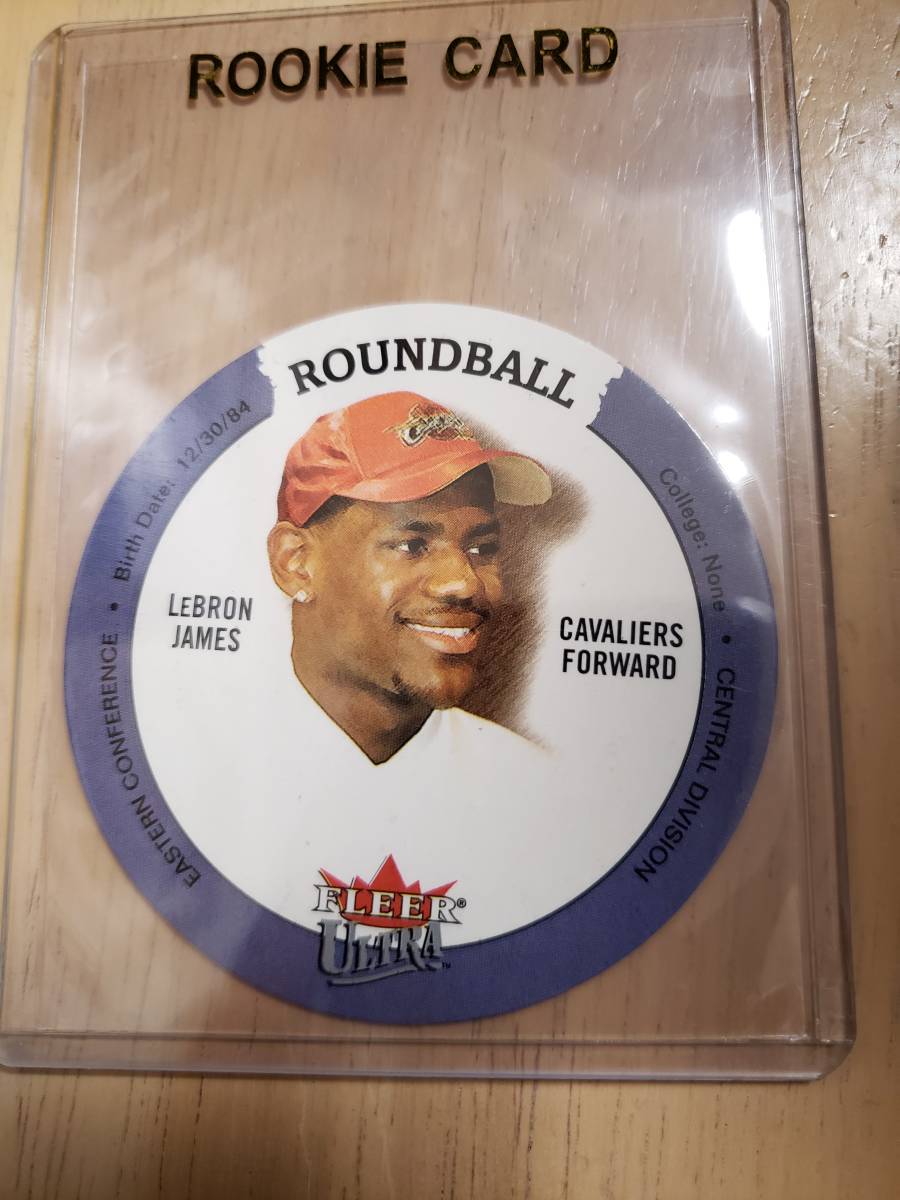 ROOKIE CARD
ROUNDBALL
Birth Date: 12/30/84
College: None
LEBRON
JAMES
CAVALIERS
FORWARD
EASTERN CONFERENCE •
• CENTRAL DIVISION
FLEER®
ULTRA™